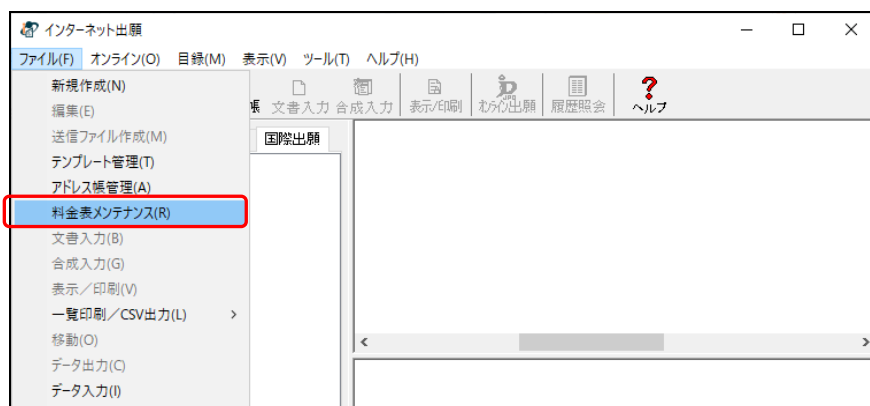 インターネット出願
ファイル(F) オンライン(O) 目録(M) 表示(V) ツール(T) ヘルプ(H)
新規作成(N)
編集(E)
送信ファイル作成(M)
テンプレート管理(T)
アドレス帳管理(A)
料金表メンテナンス(R)
文書入力(B)
合成入力(G)
表示／印刷(V)
一覧印刷／CSV出力(L) >
移動(O)
データ出力(C)
データ入力(I)
帳 文書入力 合成入力 表示/印刷 オンライン出願 履歴照会 ヘルプ
国際出願